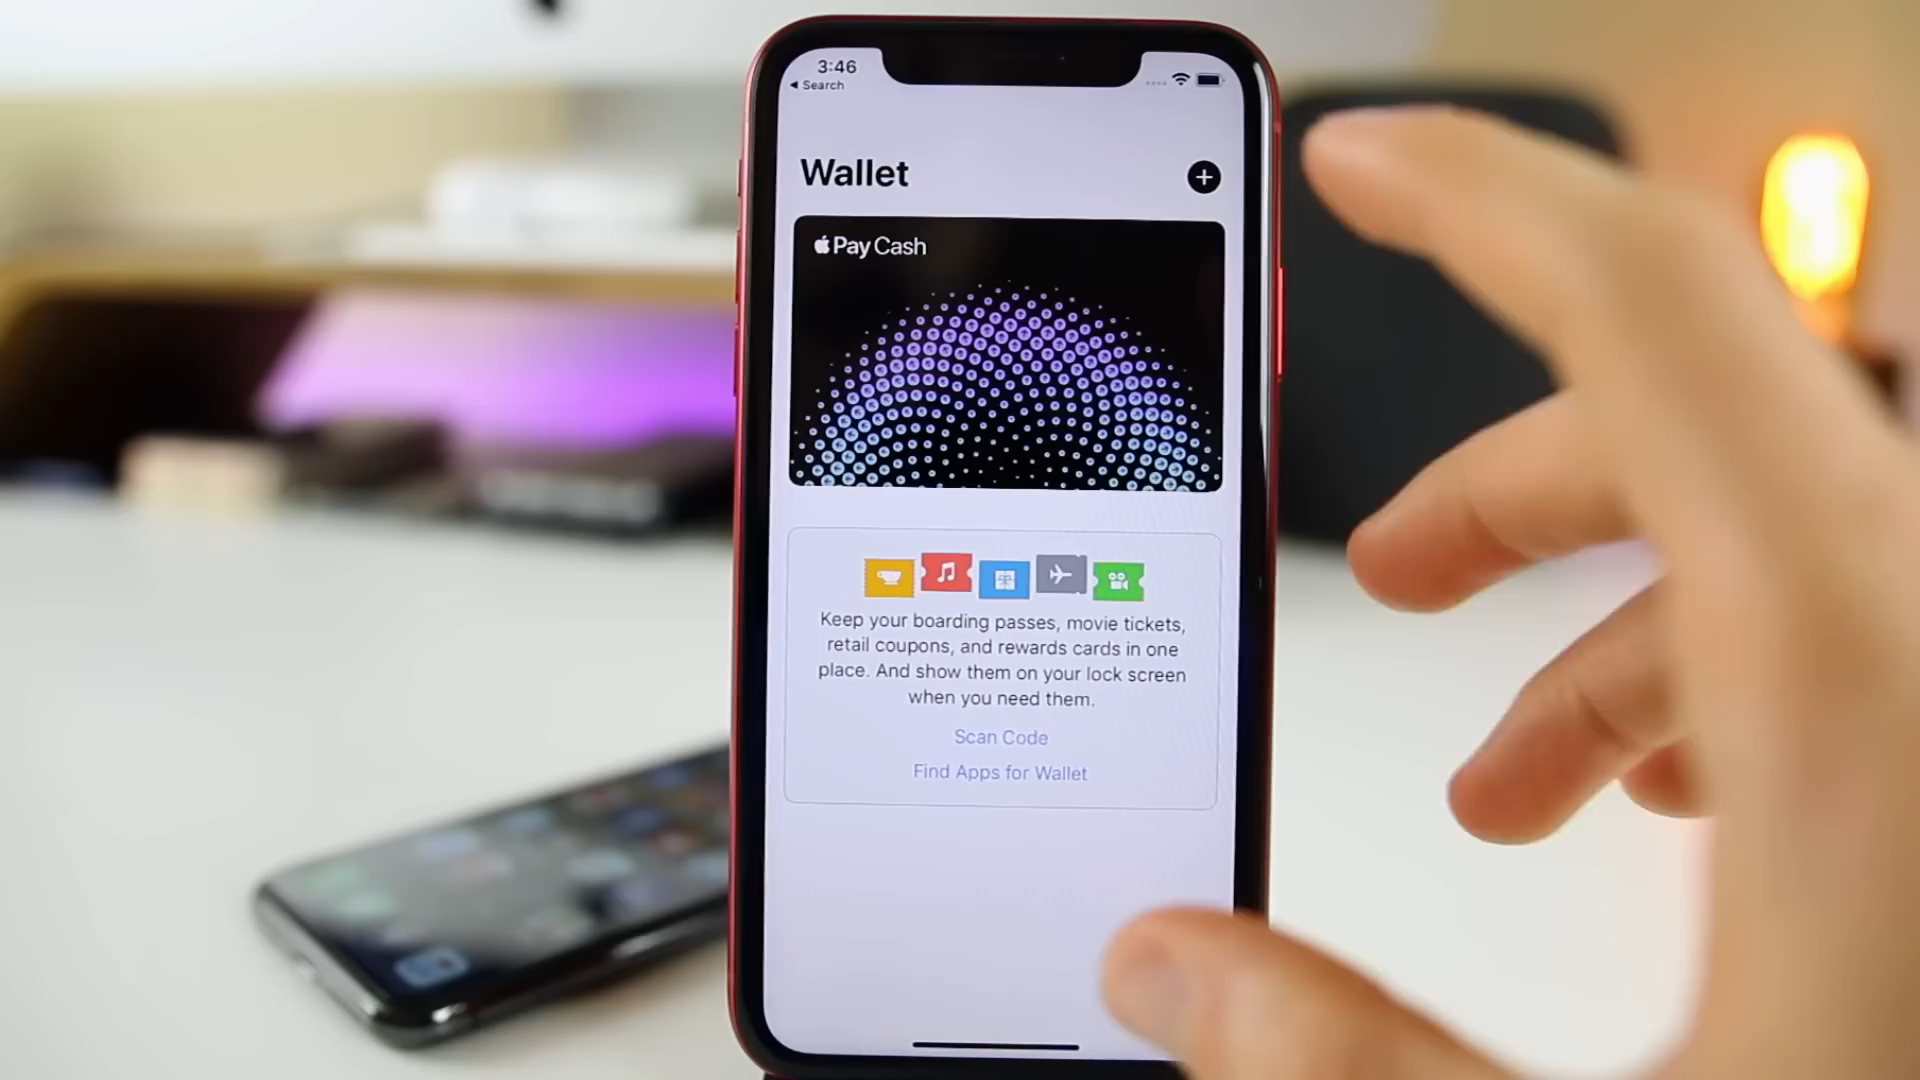 3:46
Search
Wallet
Pay Cash
Keep your boarding passes, movie tickets,
retail coupons, and rewards cards in one
place. And show them on your lock screen
when you need them.
Scan Code
Find Apps for Wallet